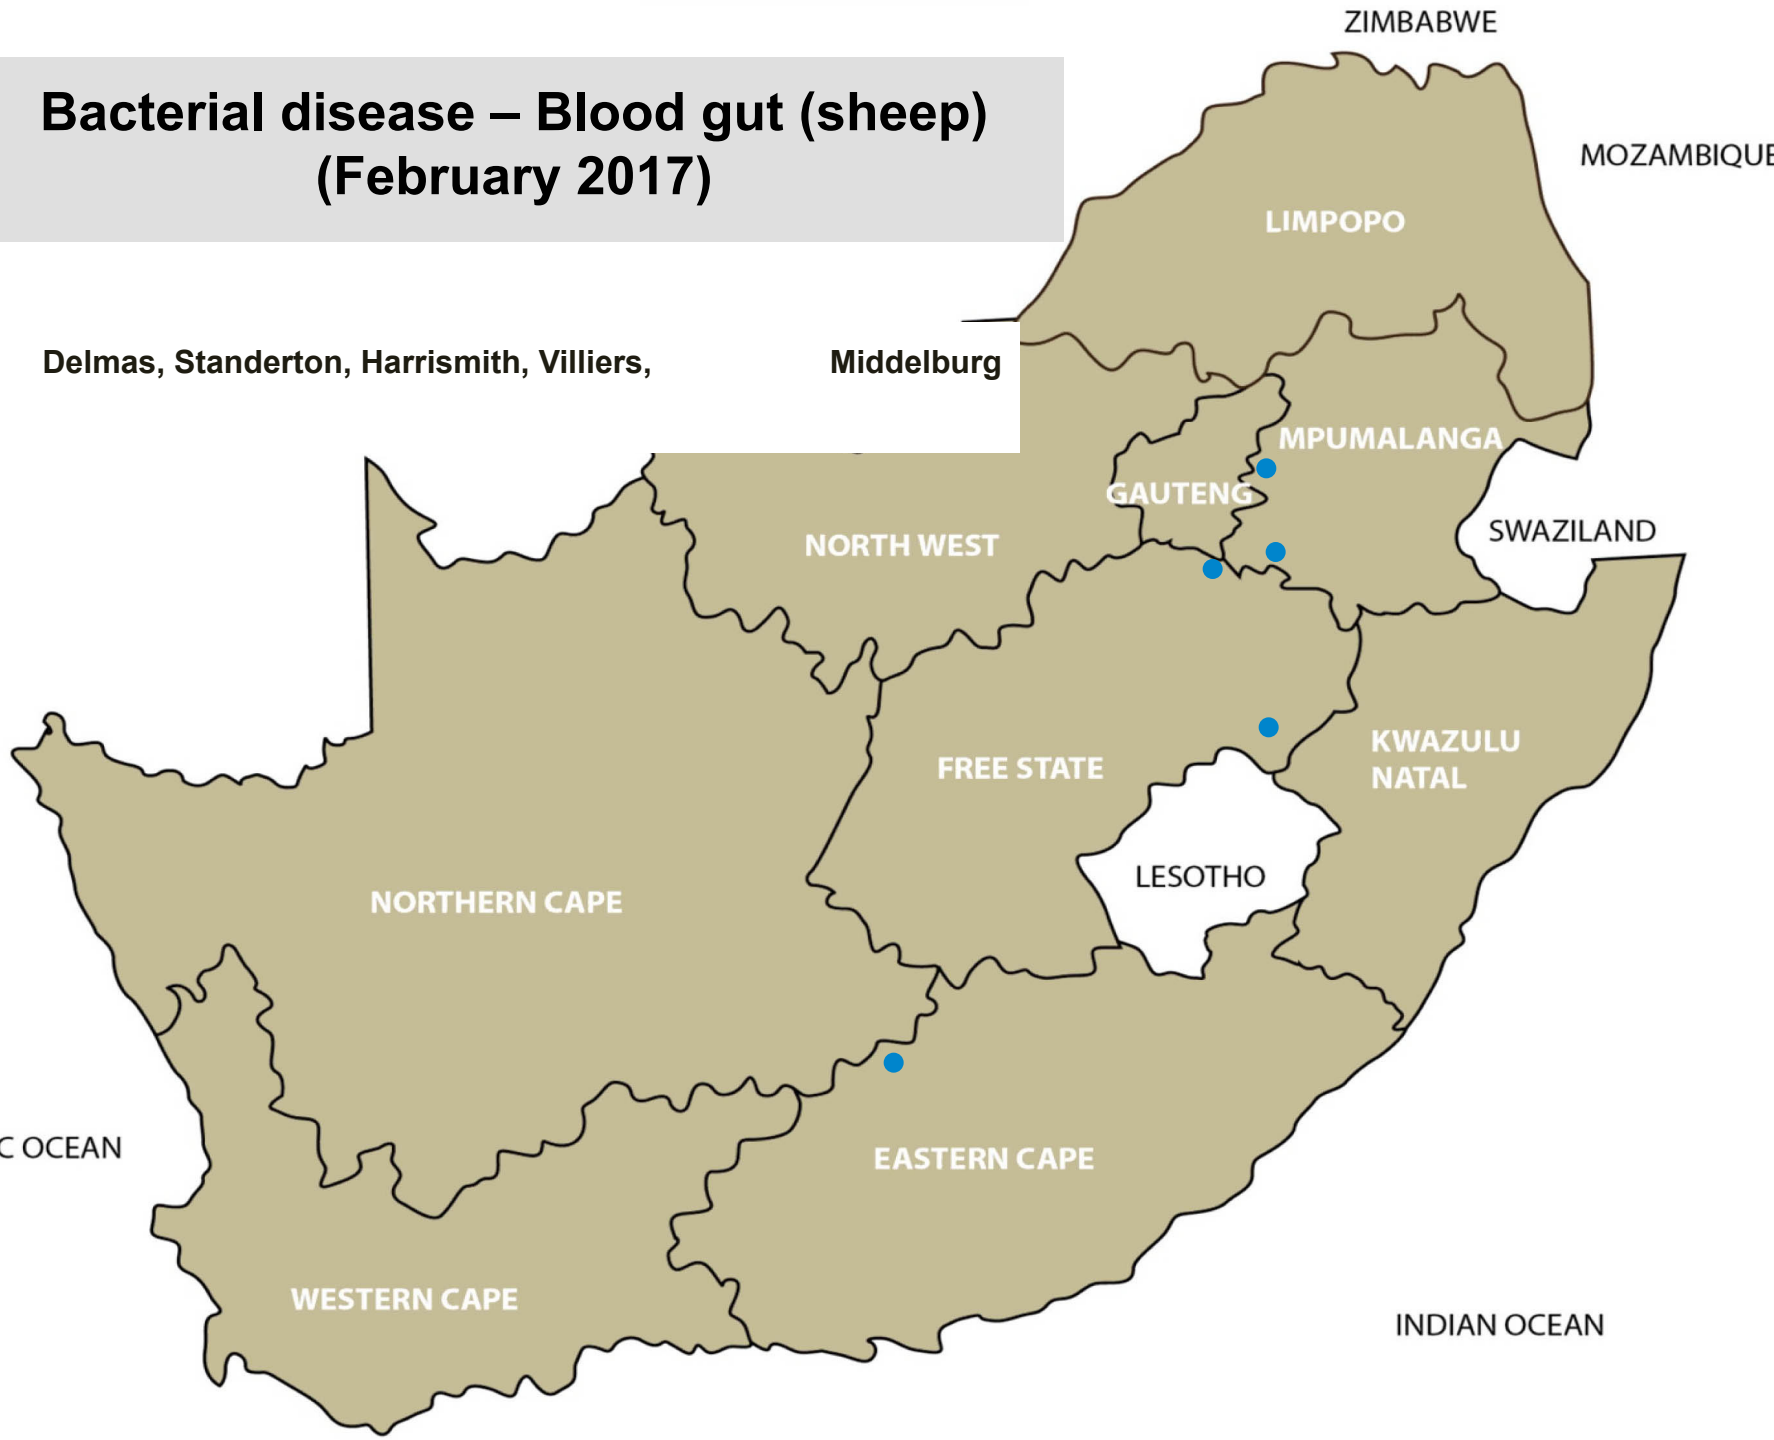 ZIMBABWE
Bacterial disease – Blood gut (sheep)
(February 2017)
MOZAMBIQUE
LIMPOPO
Delmas, Standerton, Harrismith, Villiers, Middelburg
MPUMALANGA
GAUTENG
SWAZILAND
NORTH WEST
KWAZULU
NATAL
FREE STATE
LESOTHO
NORTHERN CAPE
C OCEAN
EASTERN CAPE
WESTERN CAPE
INDIAN OCEAN